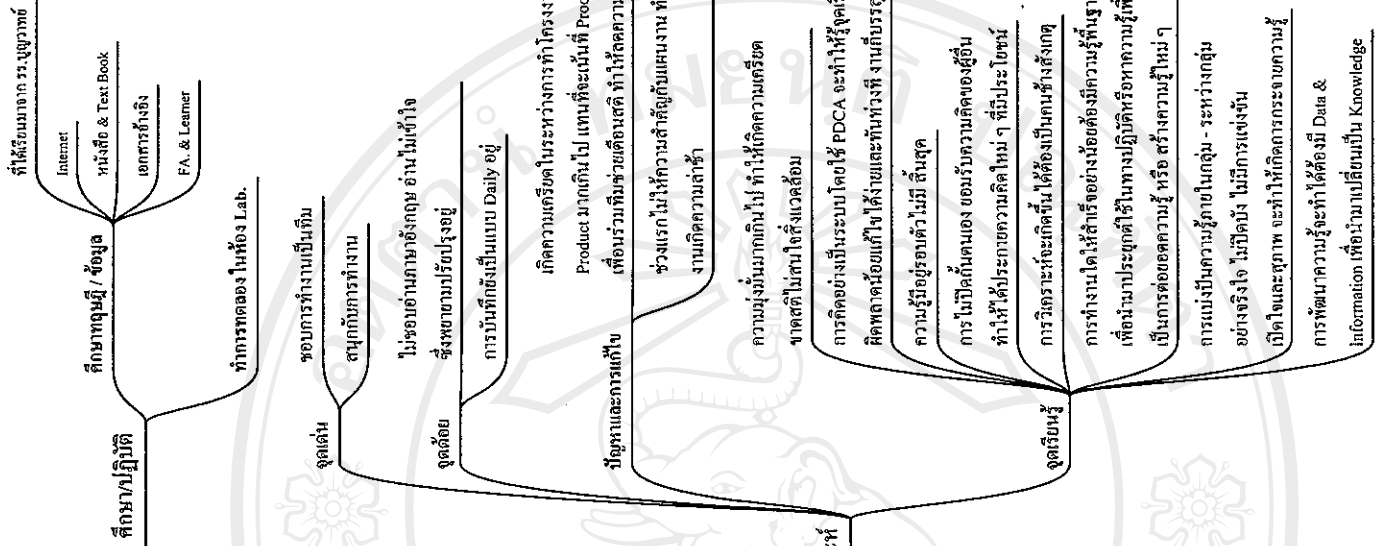 ศึกษา/ปฏิบัติ
ศึกษาทฤษฎี / ข้อมูล
ที่ได้เรียนมาจาก รร.บุญวาทย์
Internet
หนังสือ & Text Book
เอกสารอ้างอิง
FA. & Learner
ทำการทดลอง ในห้อง Lab.
จุดเด่น
ชอบการทำงานเป็นทีม
สนุกกับการทำงาน
จุดด้อย
ไม่ชอบอ่านภาษาอังกฤษ อ่านไม่เข้าใจ
ซึ่งพยายามปรับปรุงอยู่
การบันทึกยังเป็นแบบ Daily อยู่
ปัญหาและการแก้ไข
เกิดความเครียดในระหว่างการทำโครงงา
Product มากเกินไป แทนที่จะเน้นที่ Proc
เพื่อนร่วมทีมช่วยเตือนสติ ทำให้ลดความ
ช่วงแรกไม่ให้ความสำคัญกับแผนงาน ท
งานเกิดความล่าช้า
จุดเรียนรู้
ความมุ่งมั่นมากเกินไป ทำให้เกิดความเครียด
ขาดสติไม่สนใจสิ่งแวดล้อม
การคิดอย่างเป็นระบบโดยใช้ PDCA จะทำให้รู้จุดเริ
ผิดพลาดน้อยแก้ไขได้ง่ายและทันท่วงที งานก็บรรลุ
ความรู้มีอยู่รอบตัวไม่มี สิ้นสุด
การไม่ปิดกั้นตนเอง ยอมรับความคิดของผู้อื่น
ทำให้ได้ประกายความคิดใหม่ ๆ ที่มีประโยชน์
การวิเคราะห์จะเกิดขึ้นได้ต้องเป็นคนช่างสังเกต
การทำงานใดให้สำเร็จอย่างน้อยต้องมีความรู้พื้นฐา
เพื่อนำมาประยุกต์ใช้ในทางปฏิบัติหรือหาความรู้เพิ่
เป็นการต่อยอดความรู้ หรือ สร้างความรู้ใหม่ ๆ
การแบ่งปันความรู้ภายในกลุ่ม - ระหว่างกลุ่ม
อย่างจริงใจ ไม่ปิดบัง ไม่มีการแข่งขัน
เปิดใจและสุภาพ จะทำให้เกิดการกระจายความรู้
การพัฒนาความรู้จะทำได้ต้องมี Data &
Information เพื่อนำมาเปลี่ยนเป็น Knowledge